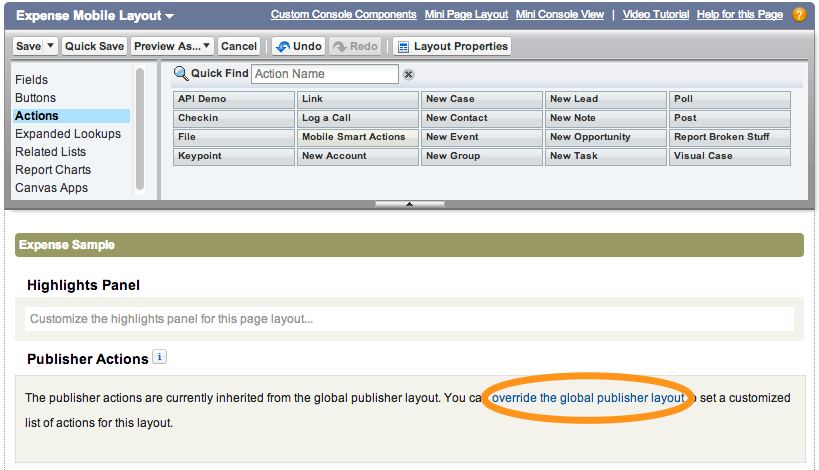 Expense Mobile Layout Custom Console Components Mini Page Layout Mini Console View | Video Tutorial Help for this Page ?
Save Quick Save Preview As... Cancel Undo Redo Layout Properties
Quick Find Action Name
Fields
Buttons
Actions
Expanded Lookups
Related Lists
Report Charts
Canvas Apps
API Demo Link New Case New Lead Poll
Checkin Log a Call New Contact New Note Post
File Mobile Smart Actions New Event New Opportunity Report Broken Stuff
Keypoint New Account New Group New Task Visual Case
Expense Sample
Highlights Panel
Customize the highlights panel for this page layout...
Publisher Actions i
The publisher actions are currently inherited from the global publisher layout. You can override the global publisher layout to set a customized
list of actions for this layout.